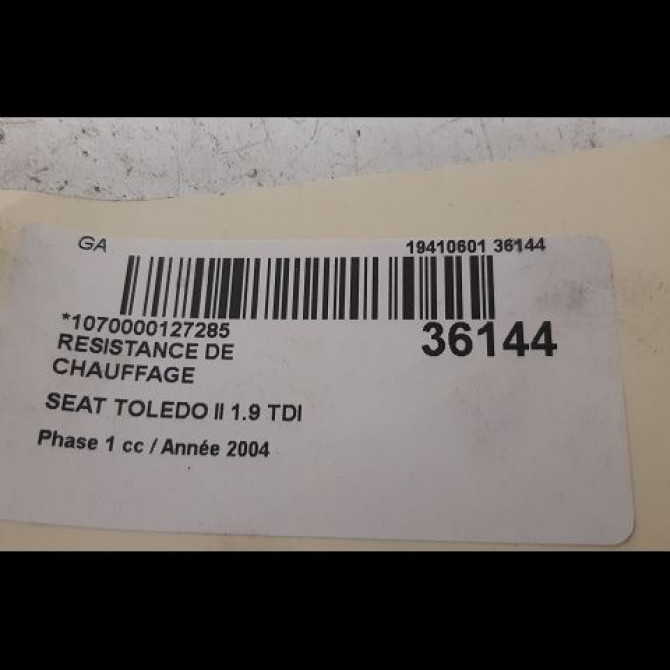 GA 19410601 36144
*1070000127285 36144
RESISTANCE DE
CHAUFFAGE
SEAT TOLEDO II 1.9 TDI
Phase 1 cc / Année 2004